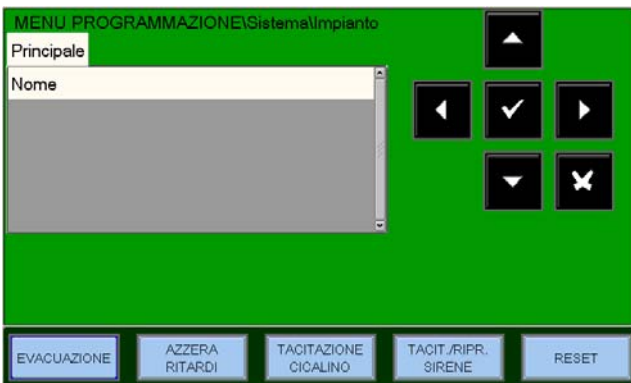 MENU PROGRAMMAZIONE\Sistema\Impianto
Principale
Nome
EVACUAZIONE
AZZERA
RITARDI
TACITAZIONE
CICALINO
TACIT./RIPR.
SIRENE
RESET